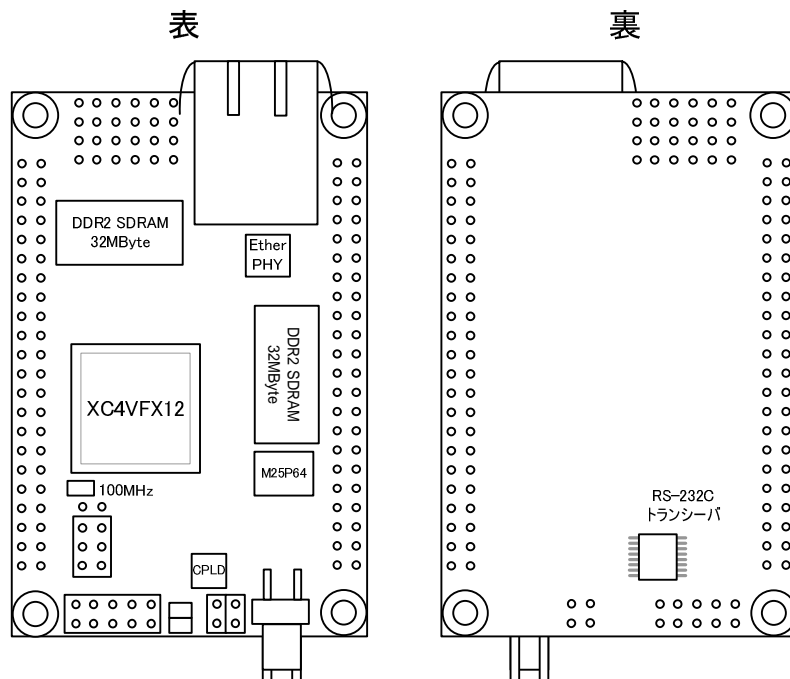 表
裏
DDR2 SDRAM
32MByte
Ether
PHY
DDR2 SDRAM
32MByte
XC4VFX12
M25P64
100MHz
CPLD
RS-232C
トランシーバ